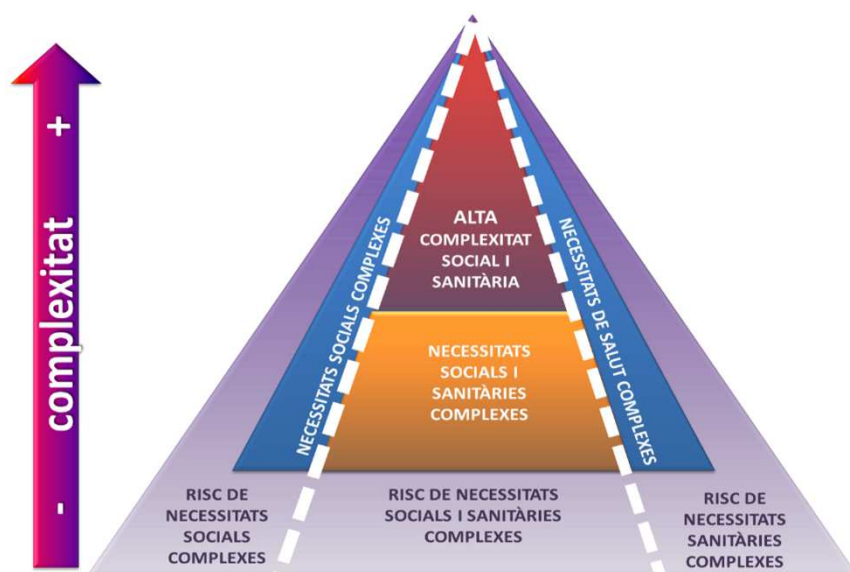 +
complexitat
-
ALTA
COMPLEXITAT
SOCIAL I
SANITÀRIA
NECESSITATS SOCIALS COMPLEXES
NECESSITATS DE SALUT COMPLEXES
NECESSITATS
SOCIALS I
SANITÀRIES
COMPLEXES
RISC DE
NECESSITATS
SOCIALS
COMPLEXES
RISC DE NECESSITATS
SOCIALS I SANITÀRIES
COMPLEXES
RISC DE
NECESSITATS
SANITÀRIES
COMPLEXES